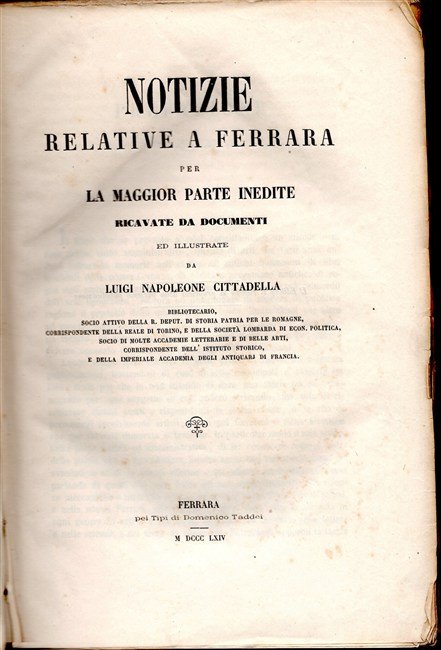 NOTIZIE
RELATIVE A FERRARA
PER
LA MAGGIOR PARTE INEDITE
RICAVATE DA DOCUMENTI
ED ILLUSTRATE
DA
LUIGI NAPOLEONE CITTADELLA
BIBLIOTECARIO,
SOCIO ATTIVO DELLA R. DEPUT. DI STORIA PATRIA PER LE ROMAGNE,
CORRISPONDENTE DELLA REALE DI TORINO, E DELLA SOCIETÀ LOMBARDA DI ECON. POLITICA,
SOCIO DI MOLTE ACCADEMIE LETTERARIE E DI BELLE ARTI,
CORRISPONDENTE DELL' ISTITUTO STORICO,
E DELLA IMPERIALE ACCADEMIA DEGLI ANTIQUARJ DI FRANCIA.
FERRARA
pei Tipi di Domenico Taddei
M DCCC LXIV